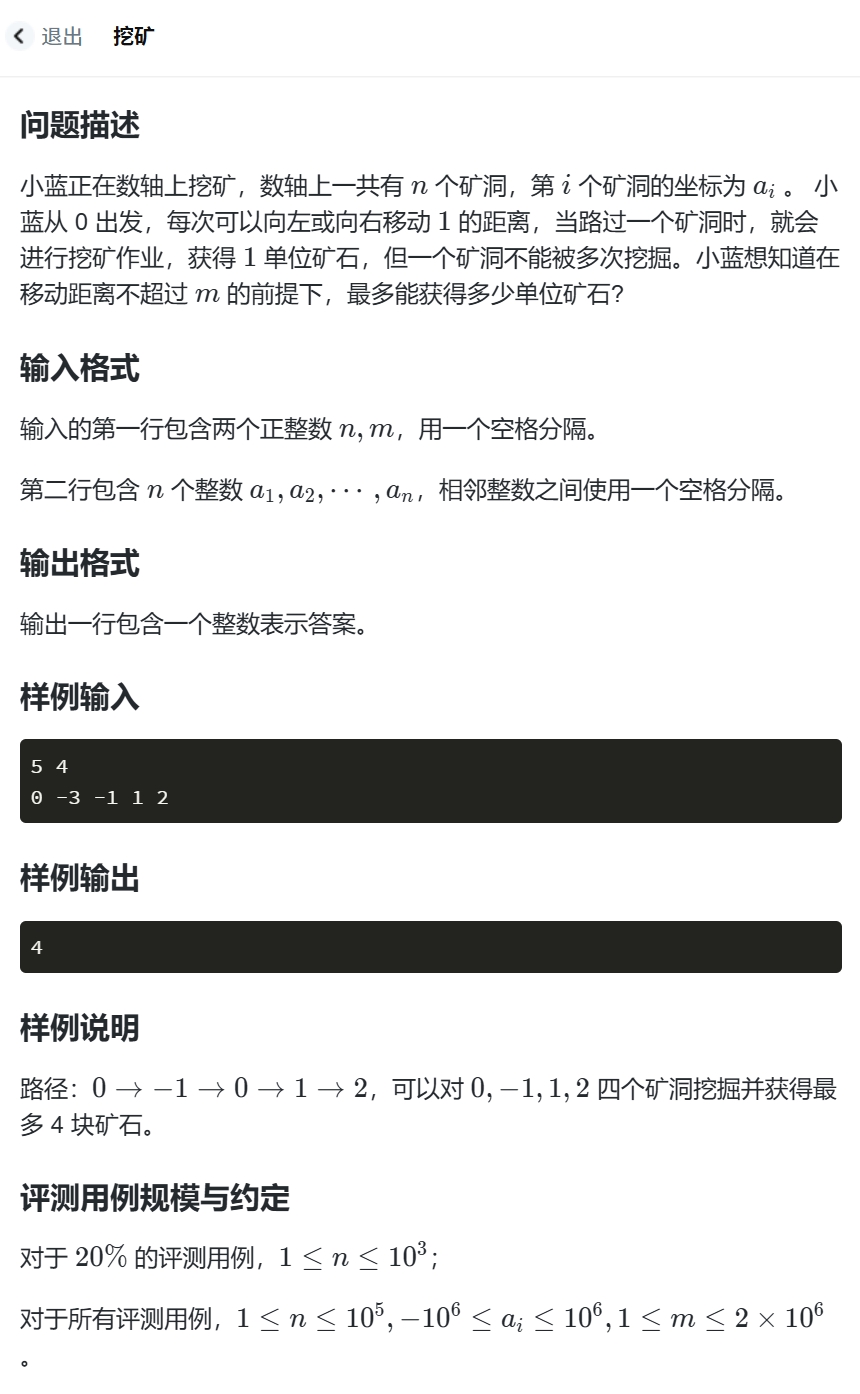 退出 挖矿
问题描述
小蓝正在数轴上挖矿，数轴上一共有 n 个矿洞，第 i 个矿洞的坐标为 a_i 。 小
蓝从 0 出发，每次可以向左或向右移动 1 的距离，当路过一个矿洞时，就会
进行挖矿作业，获得 1 单位矿石，但一个矿洞不能被多次挖掘。小蓝想知道在
移动距离不超过 m 的前提下，最多能获得多少单位矿石？
输入格式
输入的第一行包含两个正整数 n, m，用一个空格分隔。
第二行包含 n 个整数 a_1, a_2, ⋯ , a_n，相邻整数之间使用一个空格分隔。
输出格式
输出一行包含一个整数表示答案。
样例输入
5 4
0 -3 -1 1 2
样例输出
4
样例说明
路径：0 → −1 → 0 → 1 → 2，可以对 0, −1, 1, 2 四个矿洞挖掘并获得最
多 4 块矿石。
评测用例规模与约定
对于 20% 的评测用例，1 ≤ n ≤ 10^3；
对于所有评测用例，1 ≤ n ≤ 10^5, −10^6 ≤ a_i ≤ 10^6, 1 ≤ m ≤ 2 × 10^6
。